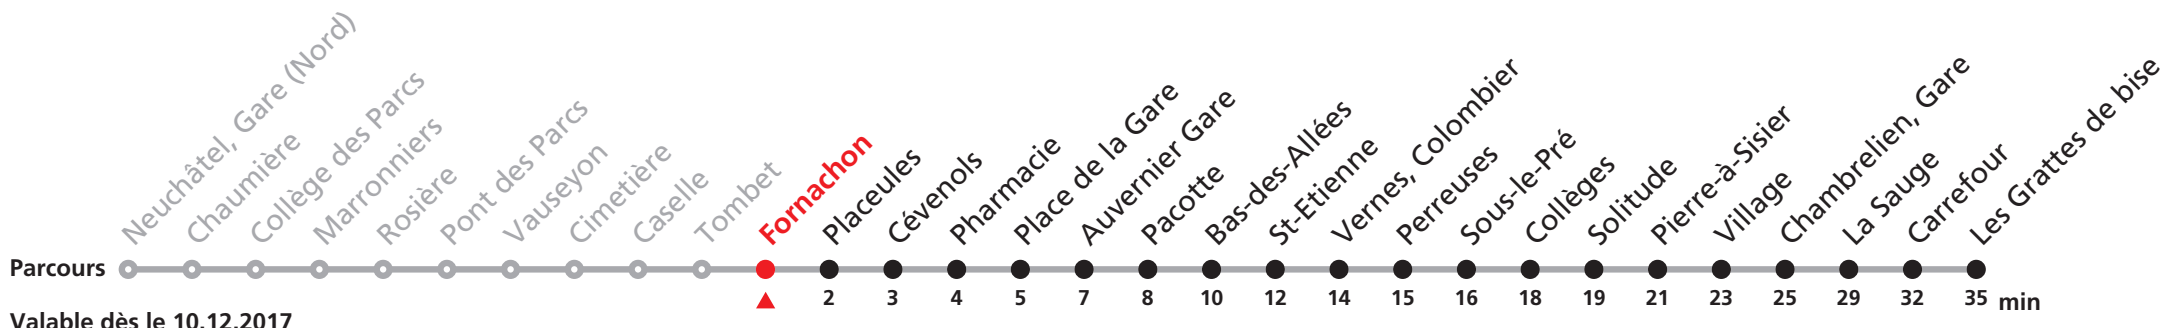 Neuchâtel, Gare (Nord)
Chaumière
Collège des Parcs
Marronniers
Rosière
Pont des Parcs
Vauseyon
Cimetière
Caselle
Tombet
Fornachon
Placeules
Cévenols
Pharmacie
Place de la Gare
Auvernier Gare
Pacotte
Bas-des-Allées
St-Etienne
Vernes, Colombier
Perreuses
Sous-le-Pré
Collèges
Solitude
Pierre-à-Sisier
Village
Chambrelien, Gare
La Sauge
Carrefour
Les Grattes de bise
Parcours
2 3 4 5 7 8 10 12 14 15 16 18 19 21 23 25 29 32 35 min
Valable dès le 10.12.2017